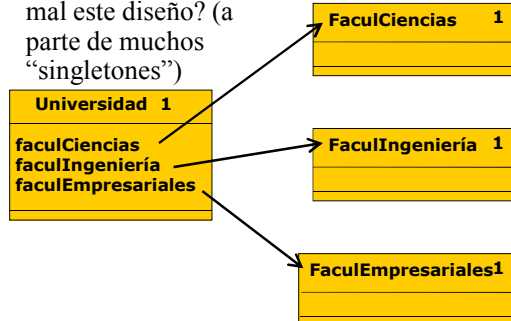 mal este diseño? (a
parte de muchos
“singletones”)
Universidad 1
faculCiencias
faculIngeniería
faculEmpresariales
FaculCiencias 1
FaculIngeniería 1
FaculEmpresariales1